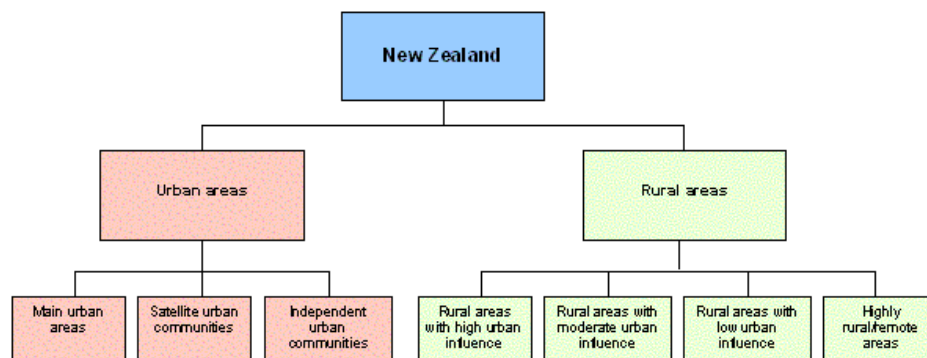 New Zealand
Urban areas
Rural areas
Main urban
areas
Satellite urban
communities
Independent
urban
communities
Rural areas
with high urban
influence
Rural areas with
moderate urban
influence
Rural areas with
low urban
influence
Highly
rural/remote
areas